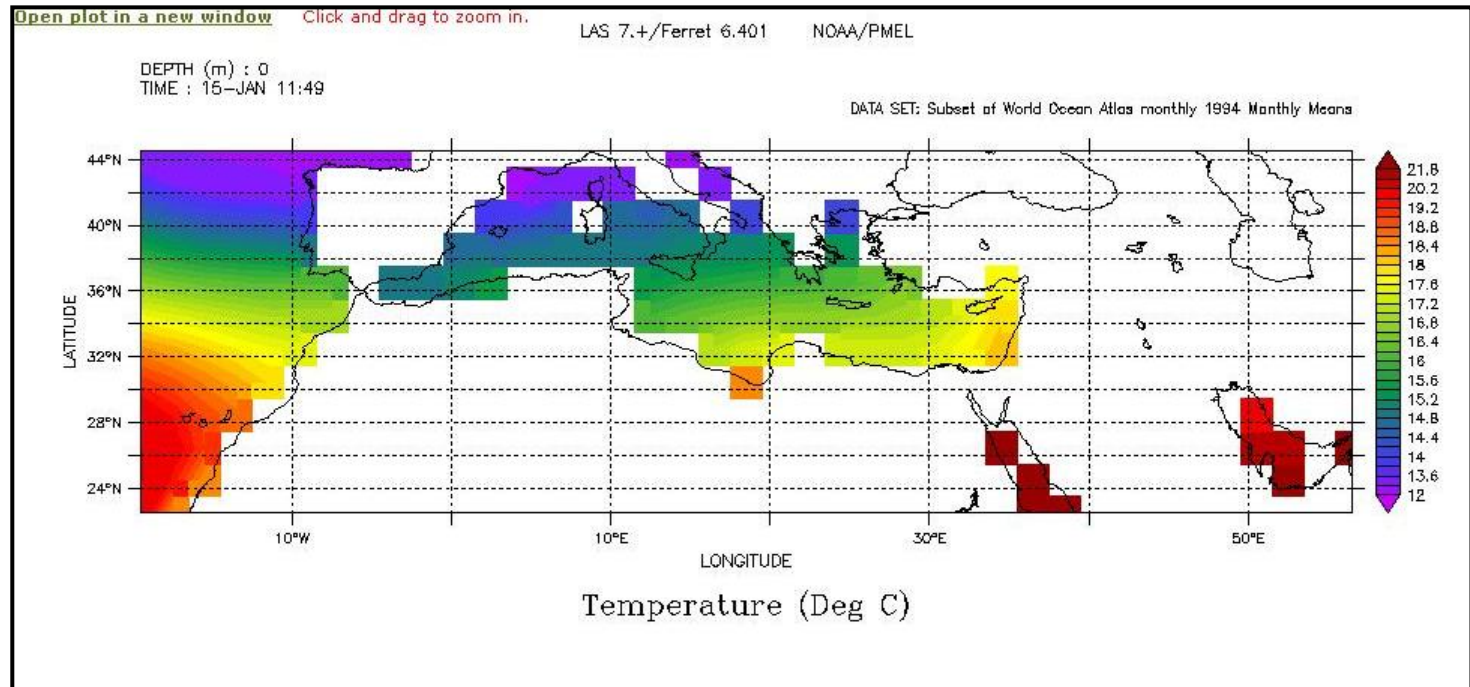 Open plot in a new window Click and drag to zoom in.
LAS 7.+/Ferret 6.401 NOAA/PMEL
DEPTH (m) : 0
TIME : 15-JAN 11:49
DATA SET: Subset of World Ocean Atlas monthly 1994 Monthly Means
44°N
40°N
36°N
32°N
28°N
24°N
LATITUDE
10°W
10°E
30°E
50°E
LONGITUDE
21.8
20.2
19.2
18.8
18.4
18
17.6
17.2
16.8
16.4
16
15.6
15.2
14.8
14.4
14
13.6
12
Temperature (Deg C)